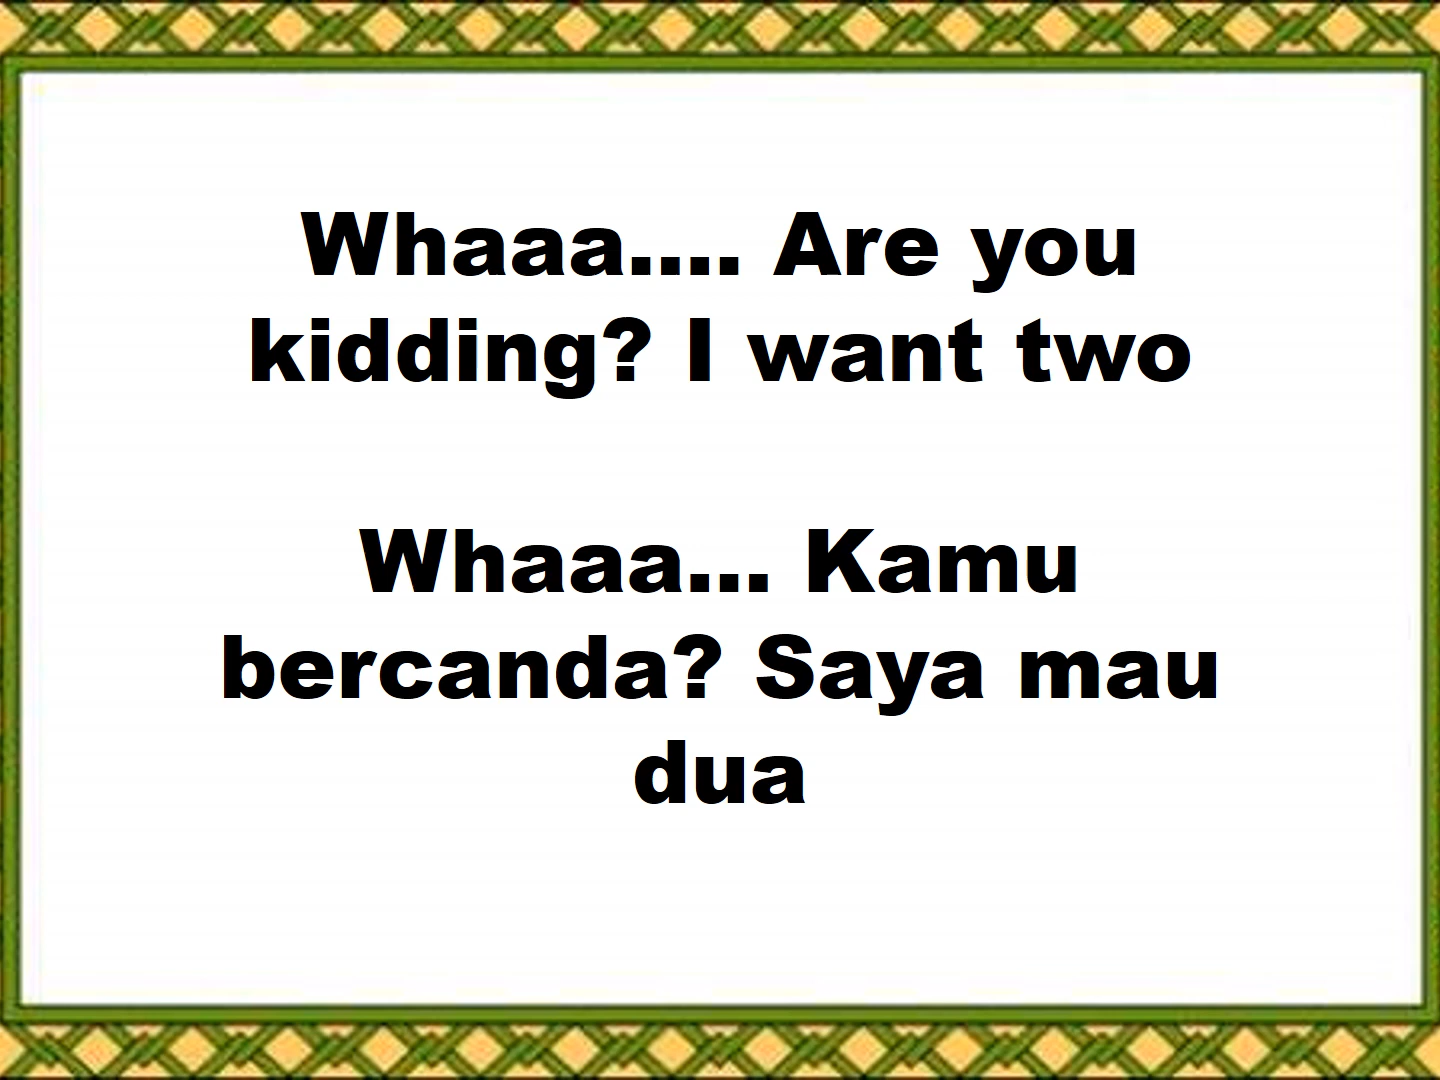 Whaaa.... Are you
kidding? I want two
Whaaa... Kamu
bercanda? Saya mau
dua